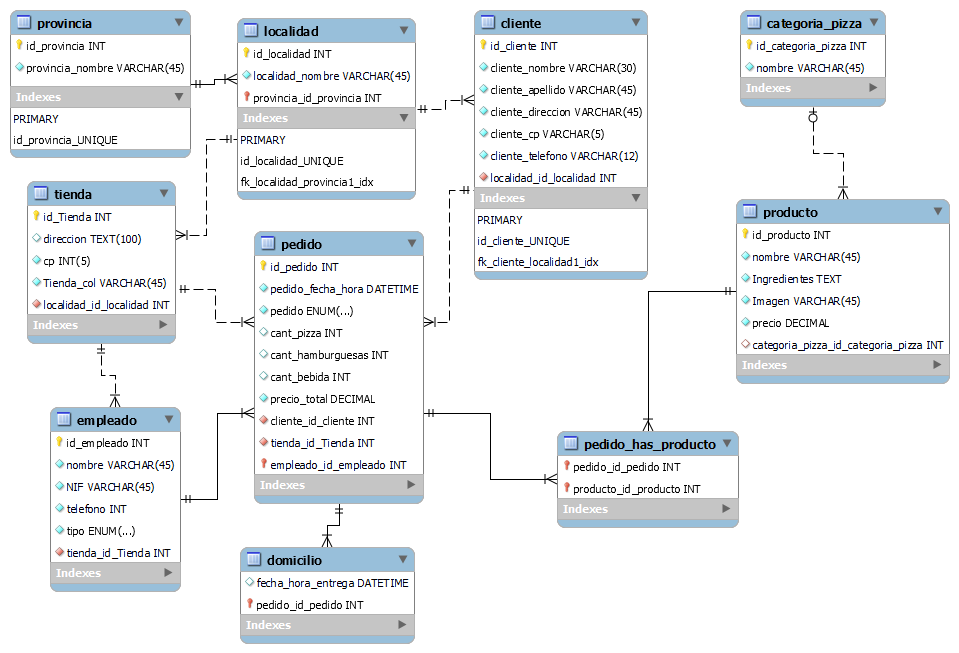 provincia
id_provincia INT
provincia_nombre VARCHAR(45)
Indexes
PRIMARY
id_provincia_UNIQUE
localidad
id_localidad INT
localidad_nombre VARCHAR(45)
provincia_id_provincia INT
Indexes
PRIMARY
id_localidad_UNIQUE
fk_localidad_provincia1_idx
cliente
id_cliente INT
cliente_nombre VARCHAR(30)
cliente_apellido VARCHAR(45)
cliente_direccion VARCHAR(45)
cliente_cp VARCHAR(5)
cliente_telefono VARCHAR(12)
localidad_id_localidad INT
Indexes
PRIMARY
id_cliente_UNIQUE
fk_cliente_localidad1_idx
categoria_pizza
id_categoria_pizza INT
nombre VARCHAR(45)
Indexes
tienda
id_Tienda INT
direccion TEXT(100)
cp INT(5)
Tienda_col VARCHAR(45)
localidad_id_localidad INT
Indexes
pedido
id_pedido INT
pedido_fecha_hora DATETIME
pedido ENUM(...)
cant_pizza INT
cant_hamburguesas INT
cant_bebida INT
precio_total DECIMAL
cliente_id_cliente INT
tienda_id_Tienda INT
empleado_id_empleado INT
Indexes
producto
id_producto INT
nombre VARCHAR(45)
Ingredientes TEXT
Imagen VARCHAR(45)
precio DECIMAL
categoria_pizza_id_categoria_pizza INT
Indexes
empleado
id_empleado INT
nombre VARCHAR(45)
NIF VARCHAR(45)
telefono INT
tipo ENUM(...)
tienda_id_Tienda INT
Indexes
pedido_has_producto
pedido_id_pedido INT
producto_id_producto INT
Indexes
domicilio
fecha_hora_entrega DATETIME
pedido_id_pedido INT
Indexes